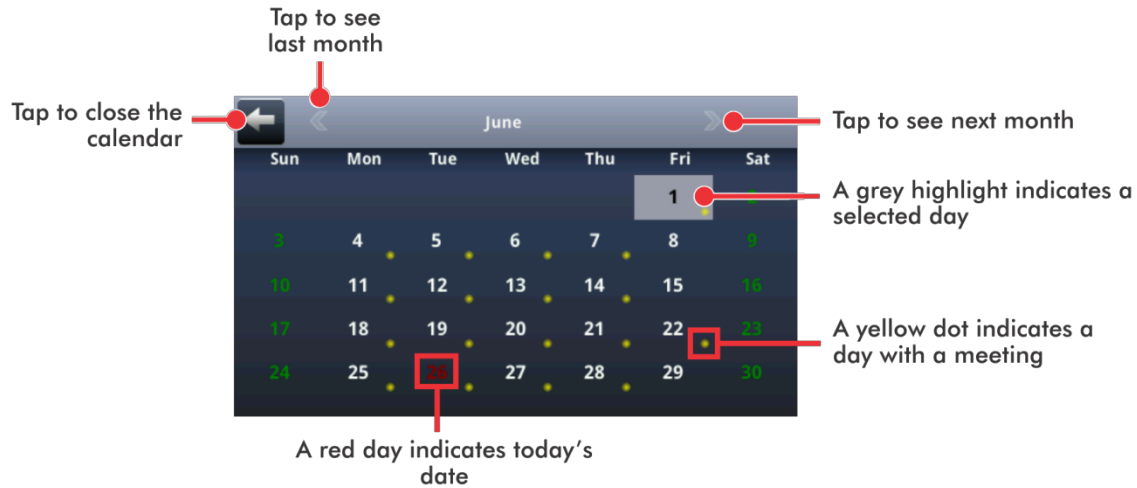 Tap to see
last month
Tap to close the
calendar
June
Tap to see next month
Sun Mon Tue Wed Thu Fri Sat
1 2
A grey highlight indicates a
selected day
3 4 5 6 7 8 9
10 11 12 13 14 15 16
17 18 19 20 21 22 23
A yellow dot indicates a
day with a meeting
24 25 26 27 28 29 30
A red day indicates today's
date